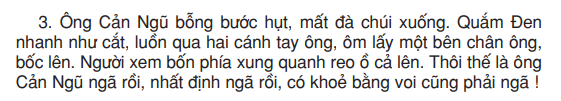 3. Ông Cản Ngũ bỗng bước hụt, mất đà chúi xuống. Quắm Đen
nhanh như cắt, luồn qua hai cánh tay ông, ôm lấy một bên chân ông,
bốc lên. Người xem bốn phía xung quanh reo ồ cả lên. Thôi thế là ông
Cản Ngũ ngã rồi, nhất định ngã rồi, có khoẻ bằng voi cũng phải ngã !